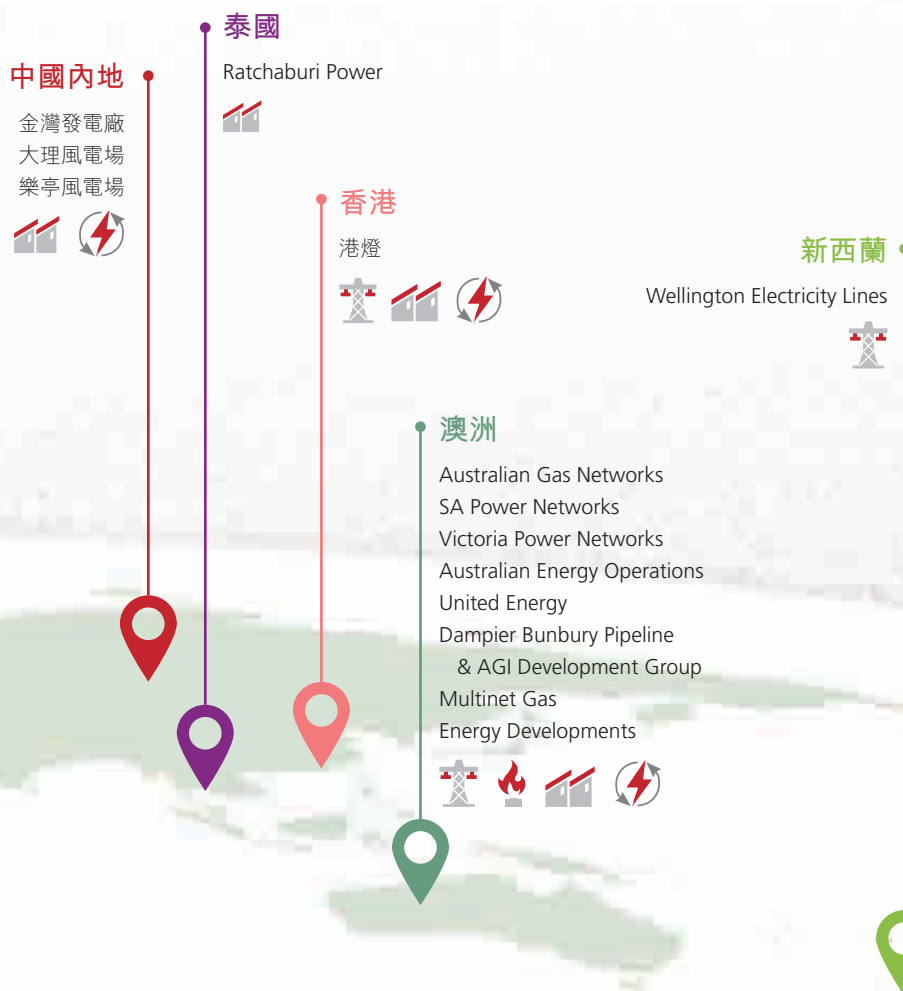 泰國
Ratchaburi Power
中國內地
金灣發電廠
大理風電場
樂亭風電場
香港
港燈
新西蘭
Wellington Electricity Lines
澳洲
Australian Gas Networks
SA Power Networks
Victoria Power Networks
Australian Energy Operations
United Energy
Dampier Bunbury Pipeline
& AGI Development Group
Multinet Gas
Energy Developments